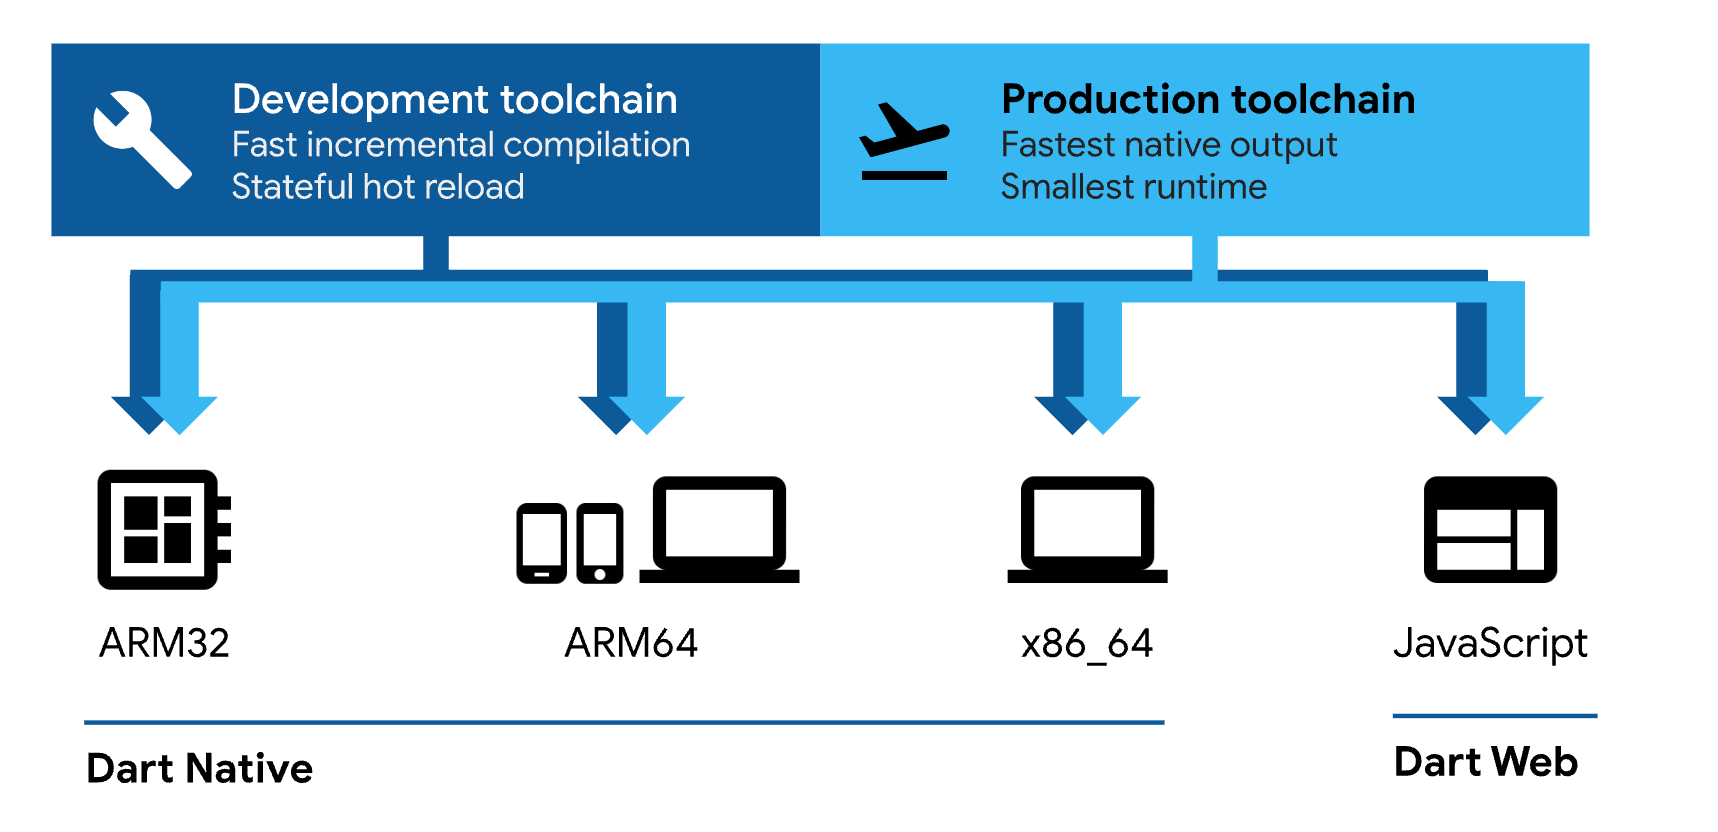 Development toolchain
Fast incremental compilation
Stateful hot reload
Production toolchain
Fastest native output
Smallest runtime
ARM32
ARM64
x86_64
JavaScript
Dart Native
Dart Web